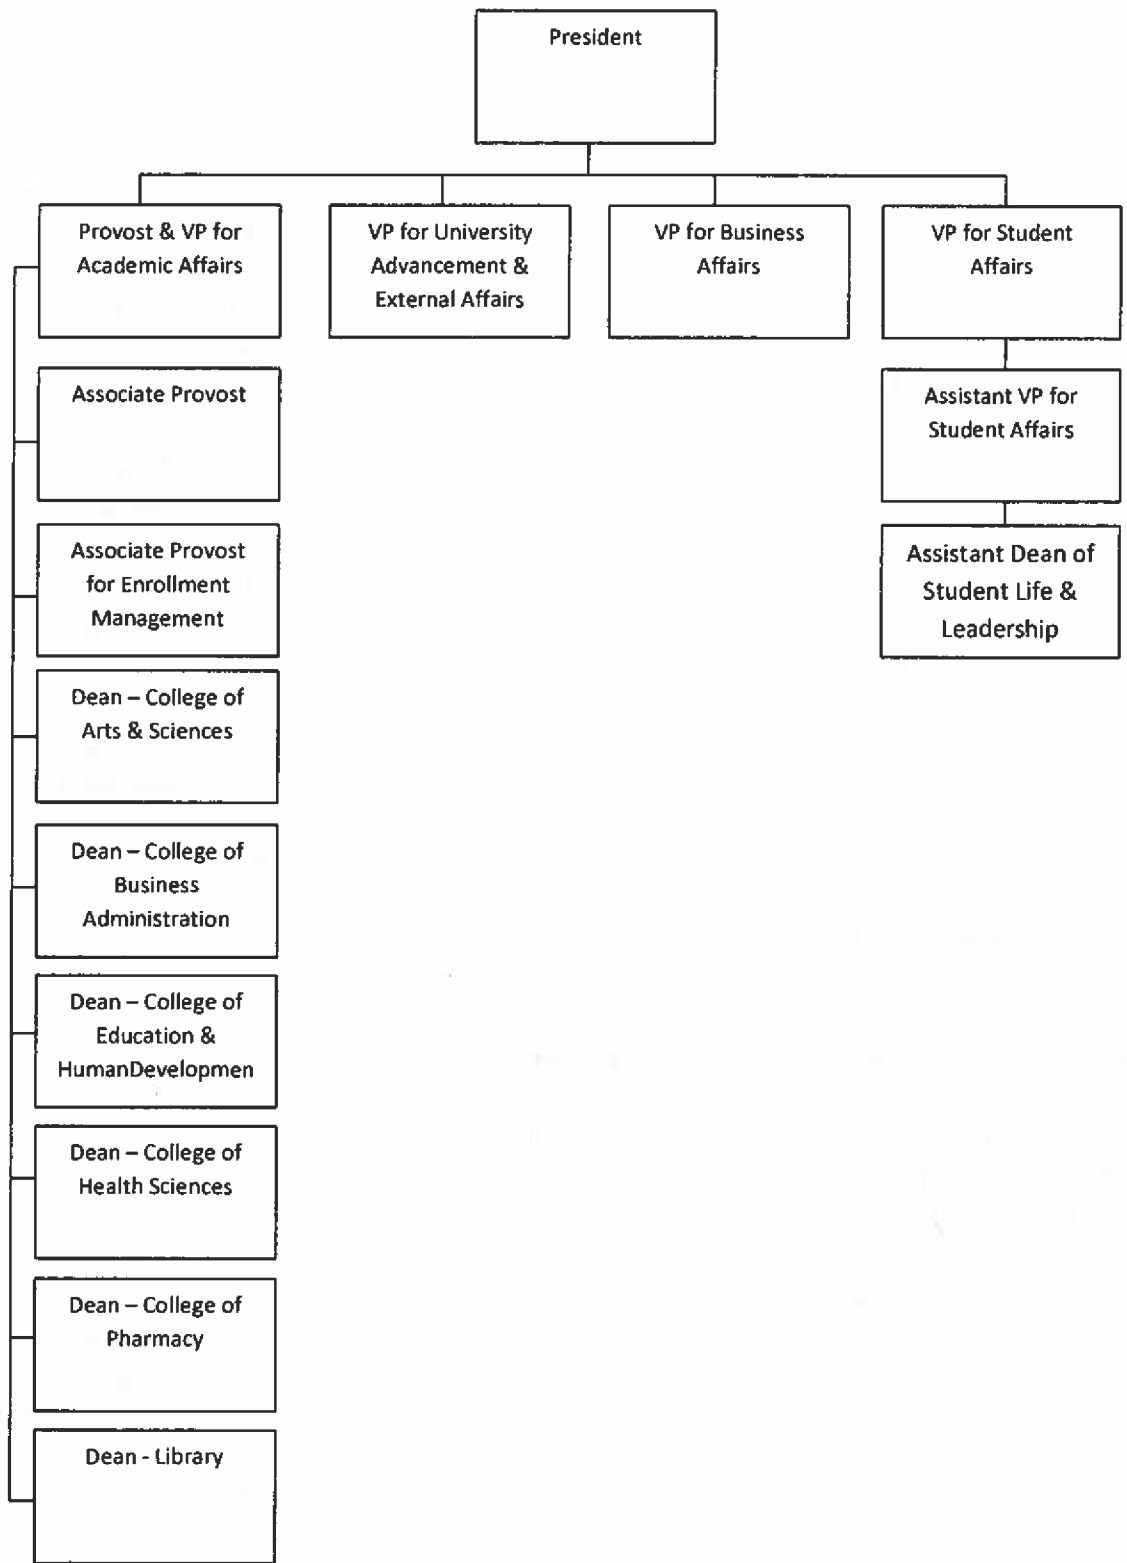 President
Provost & VP for
Academic Affairs
VP for University
Advancement &
External Affairs
VP for Business
Affairs
VP for Student
Affairs
Associate Provost
Assistant VP for
Student Affairs
Associate Provost
for Enrollment
Management
Assistant Dean of
Student Life &
Leadership
Dean – College of
Arts & Sciences
Dean – College of
Business
Administration
Dean – College of
Education &
HumanDevelopmen
Dean – College of
Health Sciences
Dean – College of
Pharmacy
Dean - Library